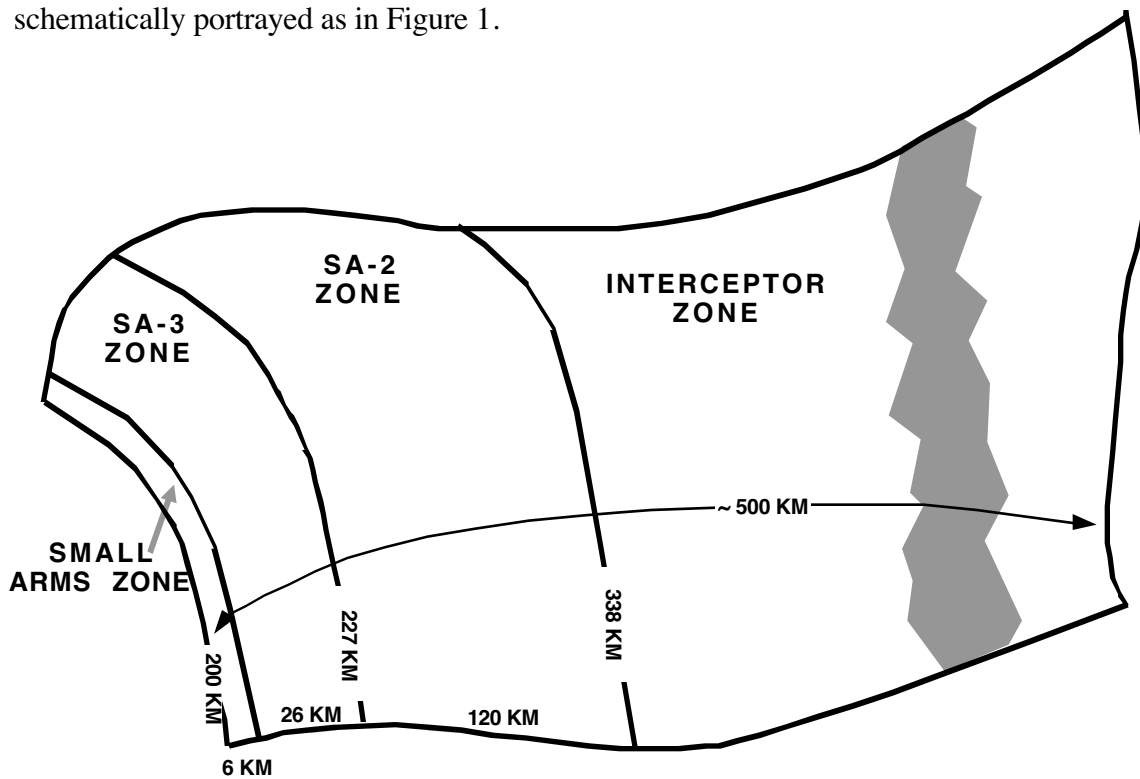 schematically portrayed as in Figure 1.
SA-2
ZONE
INTERCEPTOR
ZONE
SA-3
ZONE
~ 500 KM
SMALL
ARMS ZONE
227 KM
338 KM
200 KM
26 KM
120 KM
6 KM